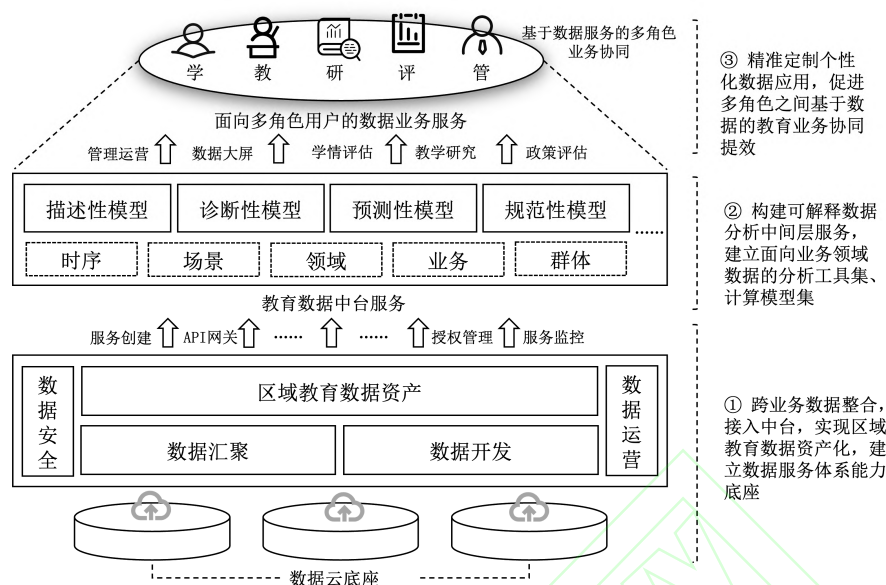 基于数据服务的多角色
业务协同
学 教 研 评 管
面向多角色用户的数据业务服务
管理运营 数据大屏 学情评估 教学研究 政策评估
③ 精准定制个性
化数据应用，促进
多角色之间基于数
据的教育业务协同
提效
描述性模型 诊断性模型 预测性模型 规范性模型
……
时序 场景 领域 业务 群体
② 构建可解释数据
分析中间层服务，
建立面向业务领域
数据的分析工具集、
计算模型集
教育数据中台服务
服务创建 API网关 …… …… 授权管理 服务监控
数据安全
区域教育数据资产
数据汇聚 数据开发
数据运营
① 跨业务数据整合，
接入中台，实现区域
教育数据资产化，建
立数据服务体系能力
底座
数据云底座